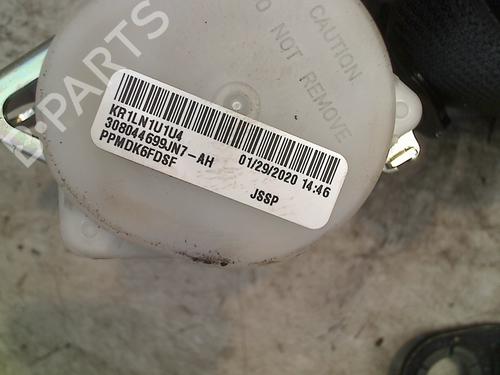 B-PARTS
CAUTION
DO NOT REMOVE
KR1LN1U1U4
308044699JN7-AH 01/29/2020 14:46
PPMDK6FDSF JSSP